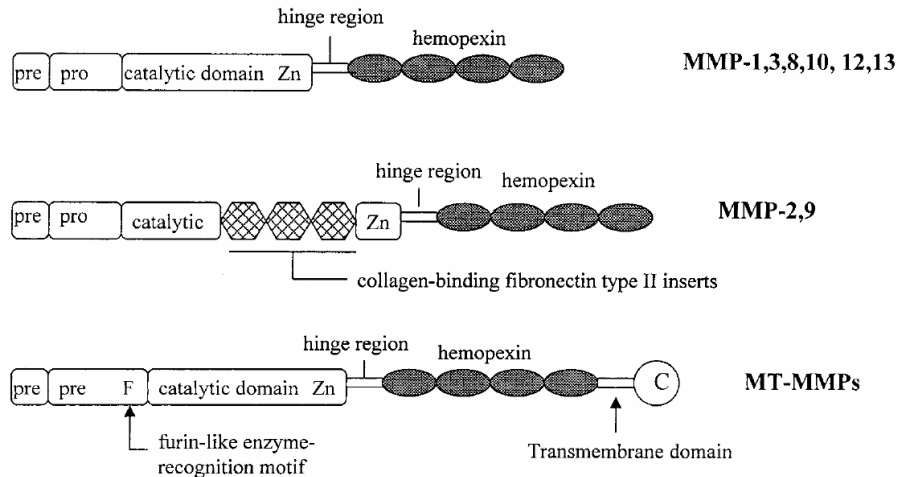 hinge region
hemopexin
pre pro catalytic domain Zn
MMP-1,3,8,10, 12,13
hinge region
hemopexin
pre pro catalytic Zn
MMP-2,9
collagen-binding fibronectin type II inserts
hinge region
hemopexin
pre pre F catalytic domain Zn C
MT-MMPs
furin-like enzyme-
recognition motif
Transmembrane domain